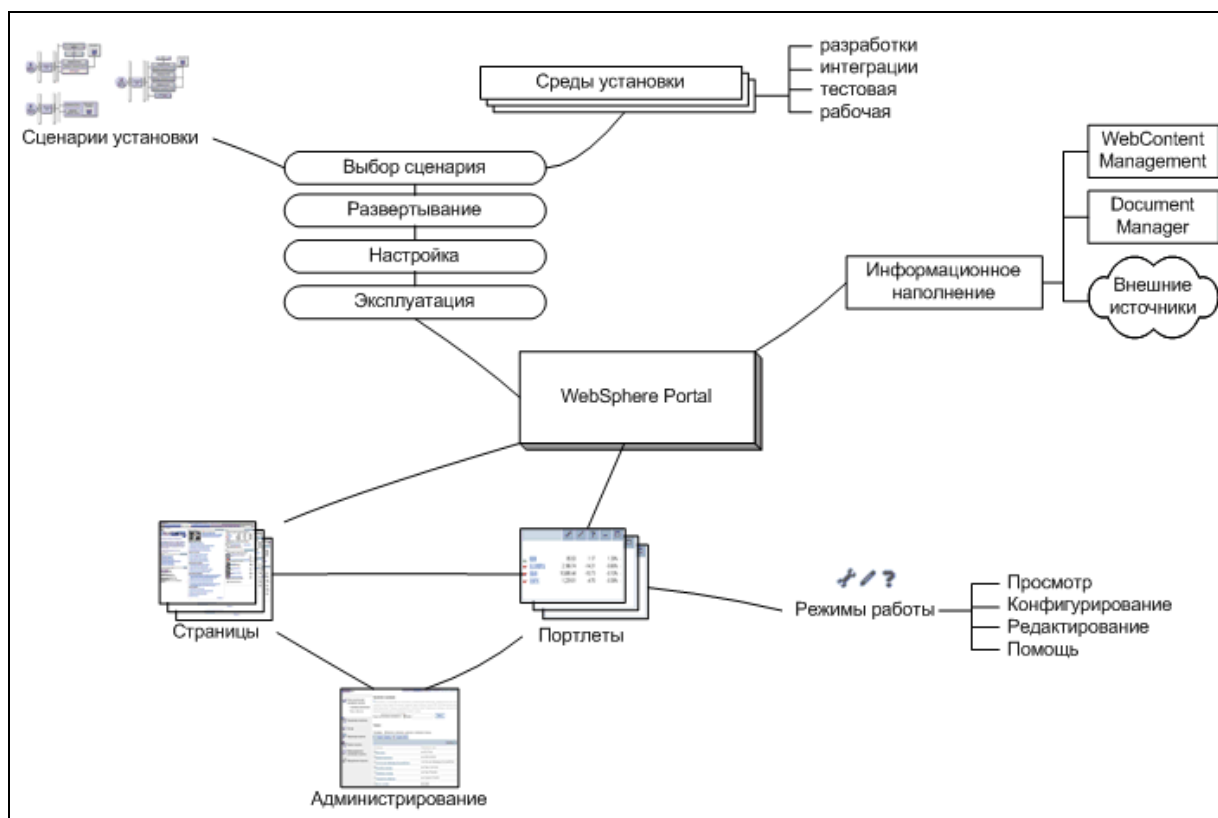 Сценарии установки
Среды установки
разработки
интеграции
тестовая
рабочая
Выбор сценария
Развертывание
Настройка
Эксплуатация
WebContent
Management
Document
Manager
Внешние
источники
Информационное
наполнение
WebSphere Portal
Страницы
Портлеты
Режимы работы
Просмотр
Конфигурирование
Редактирование
Помощь
Администрирование